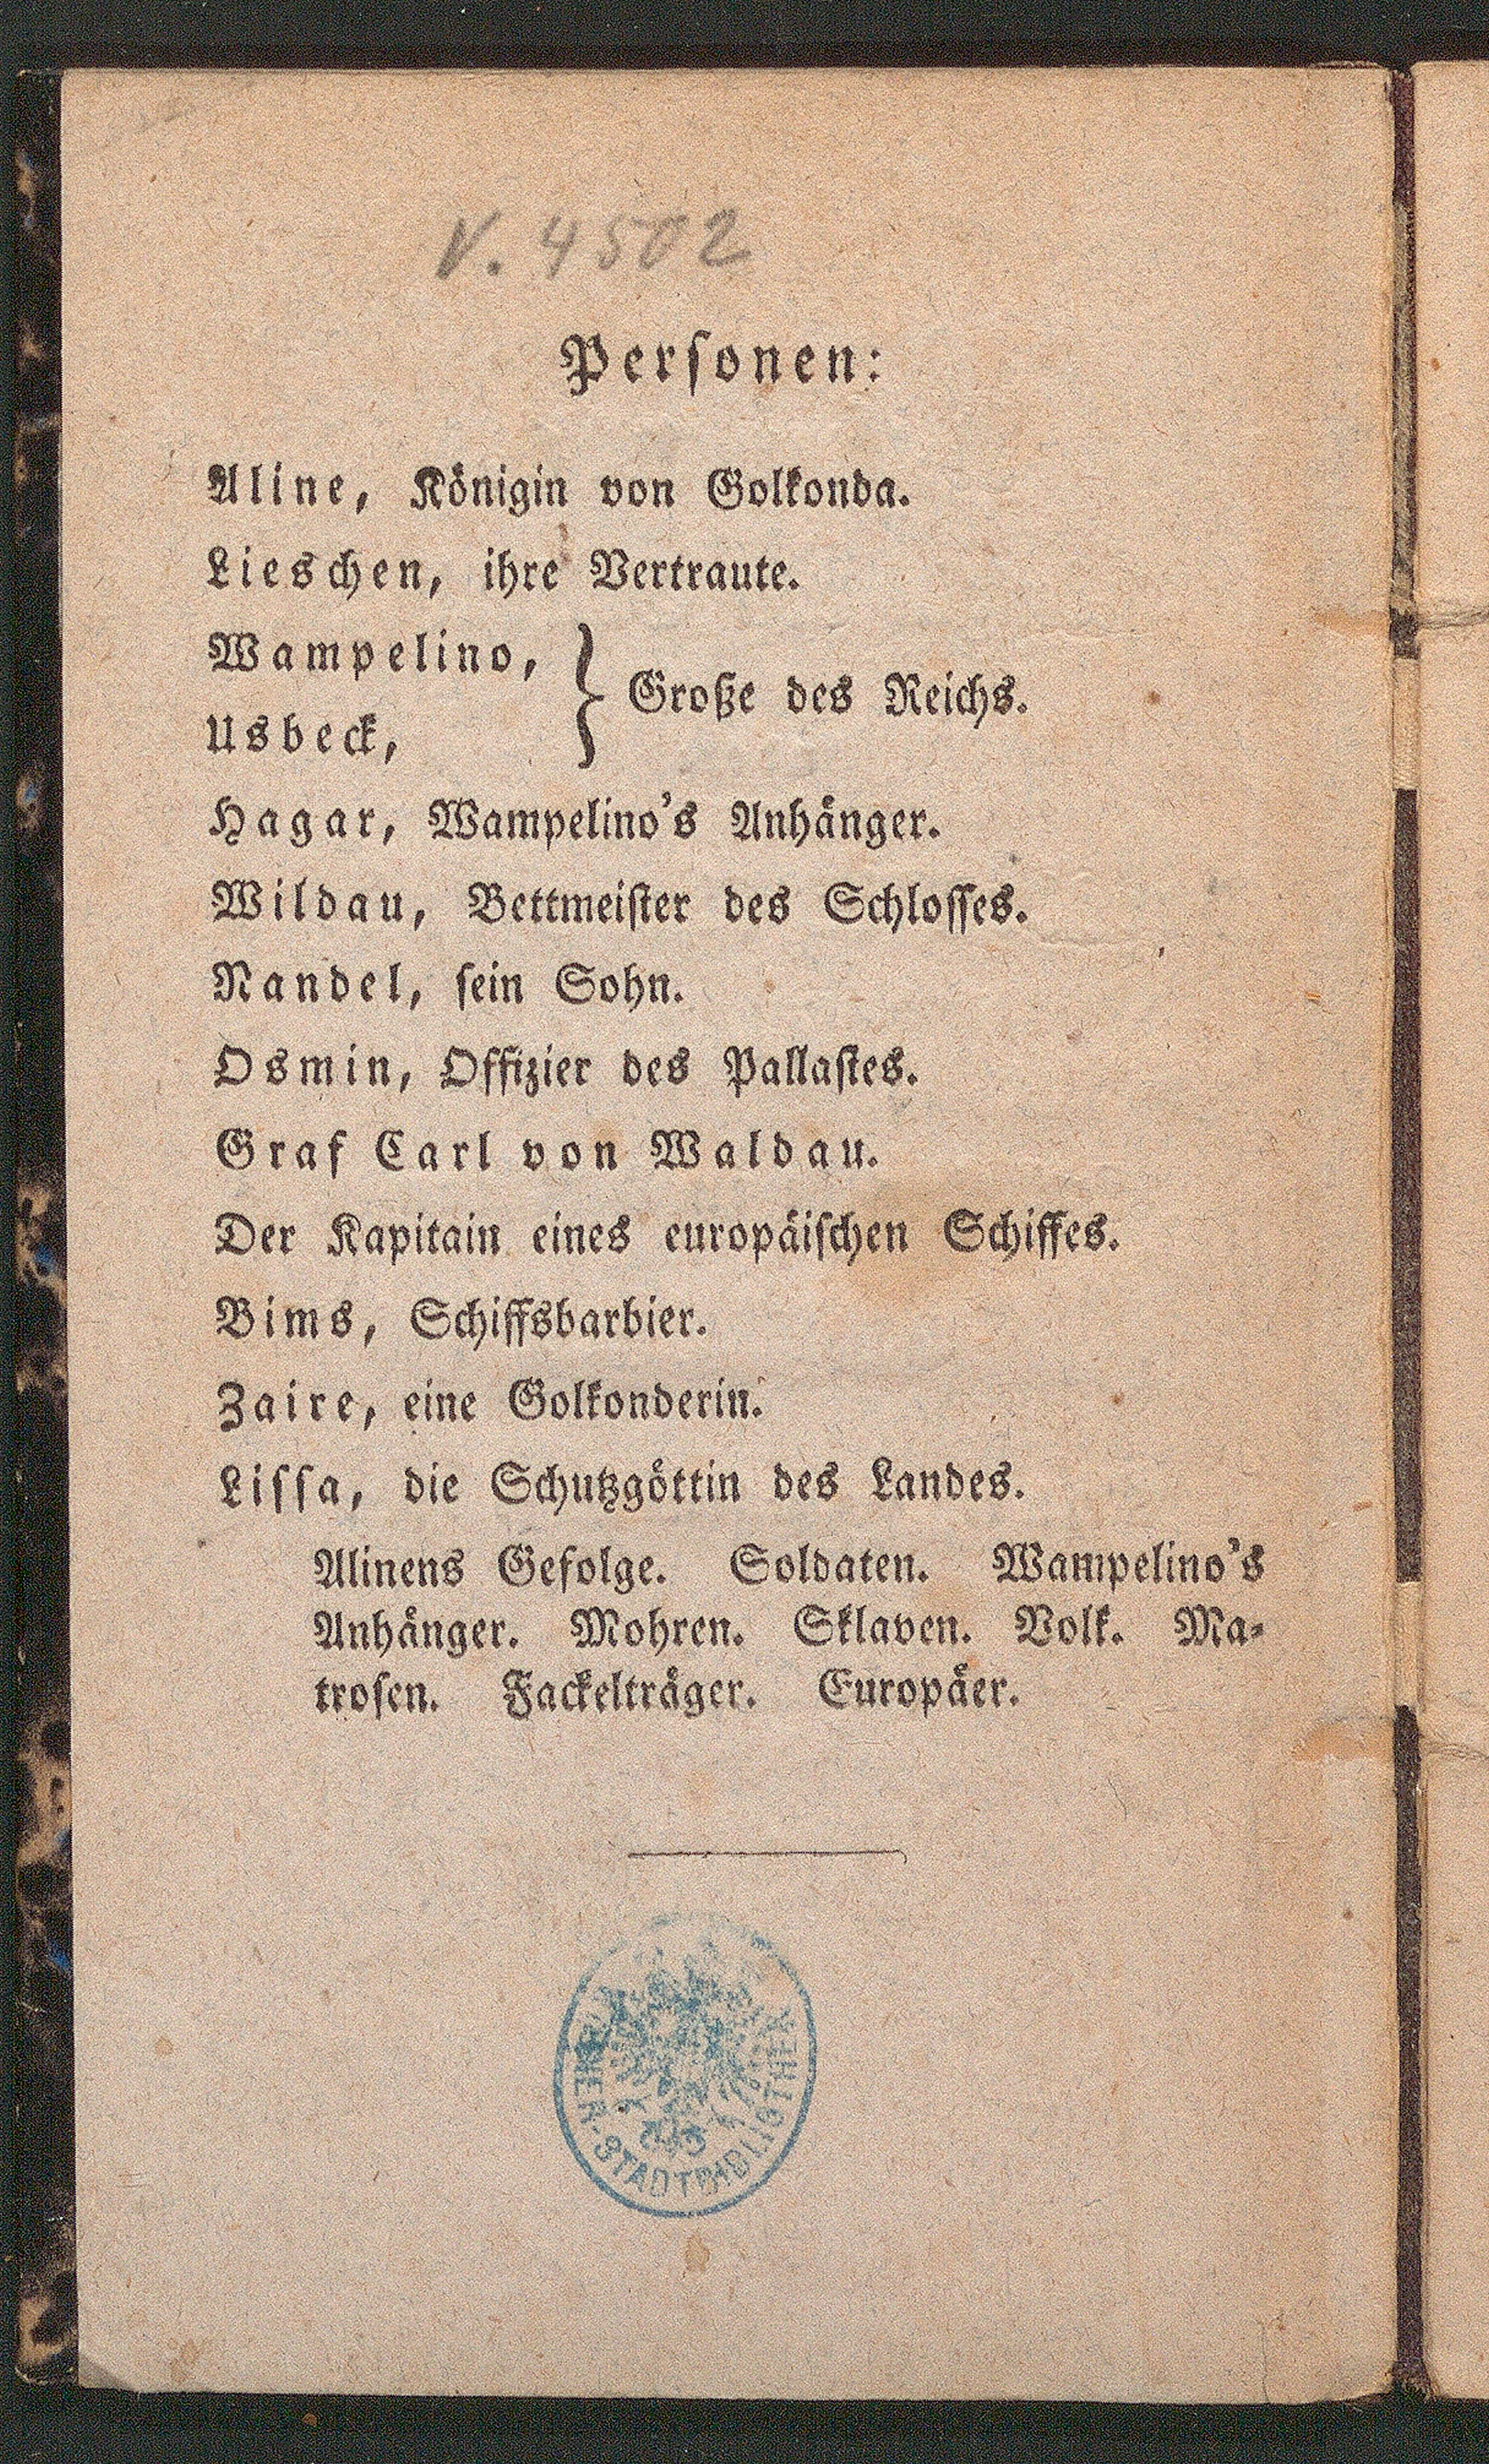 V. 4502
Personen:
Aline, Königin von Golkonda.
Lieschen, ihre Vertraute.
Wampelino,
Usbeck,
} Große des Reichs.
Hagar, Wampelino's Anhänger.
Wildau, Bettmeiſter des Schloſſes.
Nandel, ſein Sohn.
Osmin, Offizier des Pallaſtes.
Graf Carl von Waldau.
Der Kapitain eines europäiſchen Schiffes.
Bims, Schiffsbarbier.
Zaire, eine Golkonderin.
Liſſa, die Schutzgöttin des Landes.
Alinens Gefolge. Soldaten. Wampelino's
Anhänger. Mohren. Sklaven. Volk. Ma-
troſen. Fackelträger. Europäer.
STADTBIBLIOTHEK